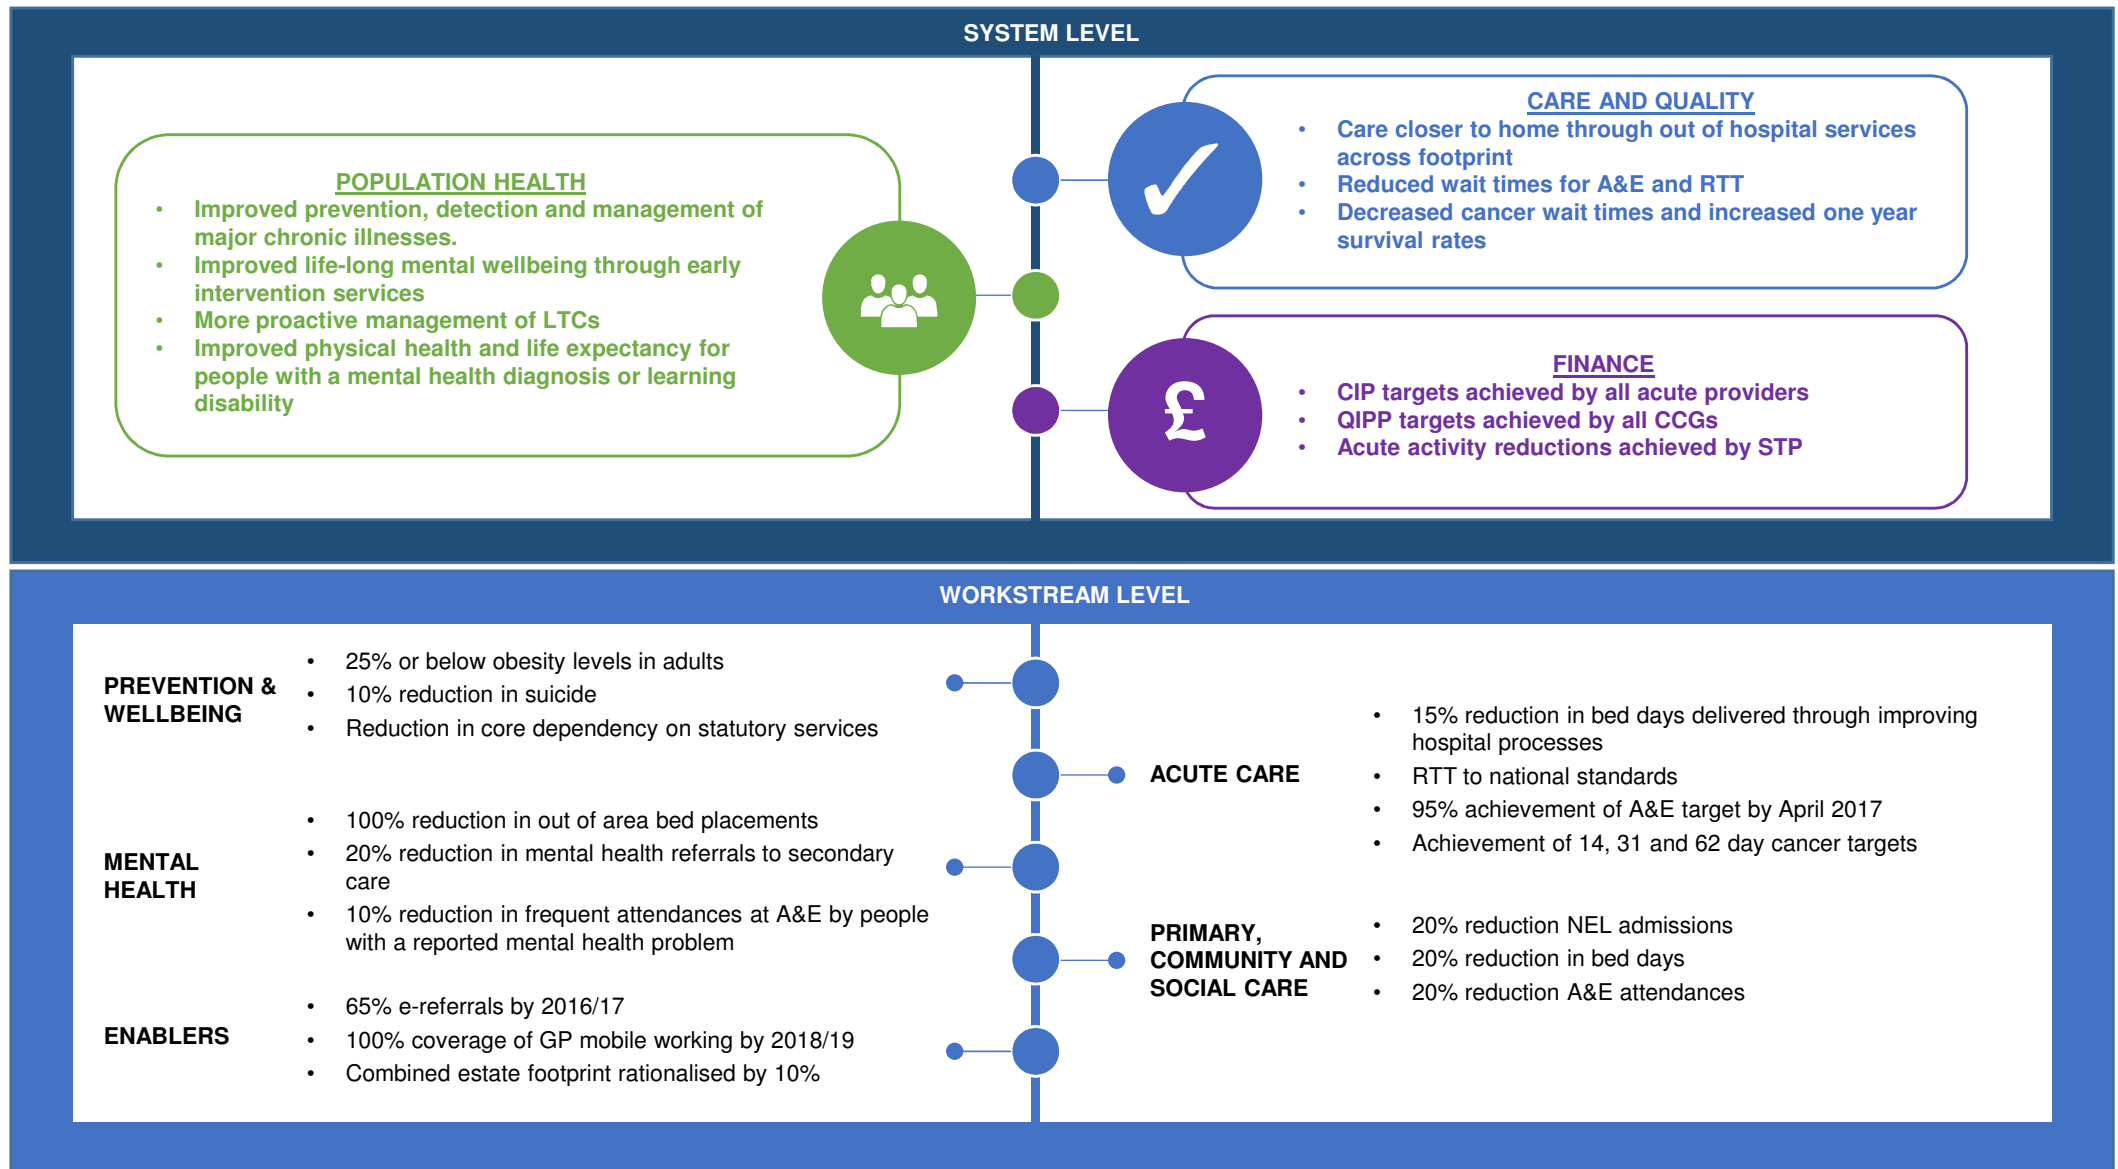 SYSTEM LEVEL
POPULATION HEALTH
• Improved prevention, detection and management of
major chronic illnesses.
• Improved life-long mental wellbeing through early
intervention services
• More proactive management of LTCs
• Improved physical health and life expectancy for
people with a mental health diagnosis or learning
disability
CARE AND QUALITY
• Care closer to home through out of hospital services
across footprint
• Reduced wait times for A&E and RTT
• Decreased cancer wait times and increased one year
survival rates
£
FINANCE
• CIP targets achieved by all acute providers
• QIPP targets achieved by all CCGs
• Acute activity reductions achieved by STP
WORKSTREAM LEVEL
PREVENTION &
WELLBEING
• 25% or below obesity levels in adults
• 10% reduction in suicide
• Reduction in core dependency on statutory services
MENTAL
HEALTH
• 100% reduction in out of area bed placements
• 20% reduction in mental health referrals to secondary
care
• 10% reduction in frequent attendances at A&E by people
with a reported mental health problem
ENABLERS
• 65% e-referrals by 2016/17
• 100% coverage of GP mobile working by 2018/19
• Combined estate footprint rationalised by 10%
ACUTE CARE
• 15% reduction in bed days delivered through improving
hospital processes
• RTT to national standards
• 95% achievement of A&E target by April 2017
• Achievement of 14, 31 and 62 day cancer targets
PRIMARY,
COMMUNITY AND
SOCIAL CARE
• 20% reduction NEL admissions
• 20% reduction in bed days
• 20% reduction A&E attendances